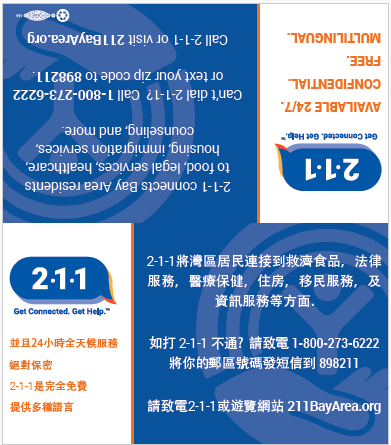 2-1-1 connects Bay Area residents
to food, legal services, healthcare,
housing, immigration services,
counseling, and more.
Can't dial 2-1-1? Call 1-800-273-6222
or text your zip code to 898211.
Call 2-1-1 or visit 211BayArea.org
2·1·1
Get Connected. Get Help.™
AVAILABLE 24/7.
CONFIDENTIAL.
FREE.
MULTILINGUAL.
2·1·1
Get Connected. Get Help.™
並且24小時全天候服務
絕對保密
2-1-1是完全免費
提供多種語言
2-1-1將灣區居民連接到救濟食品，法律
服務，醫療保健，住房，移民服務，及
資訊服務等方面.
如打 2-1-1 不通？請致電 1-800-273-6222
將你的郵區號碼發短信到 898211
請致電2-1-1或遊覽網站 211BayArea.org